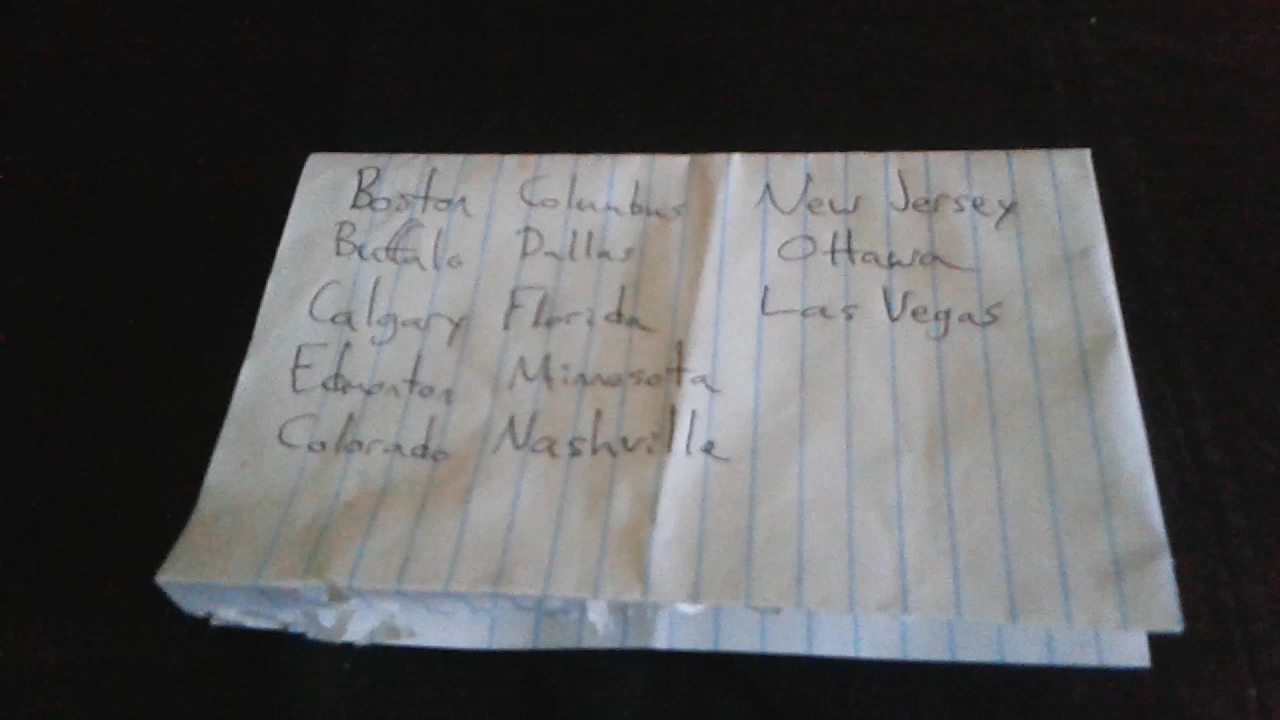 Boston Columbus New Jersey
Buffalo Dallas Ottawa
Calgary Florida Las Vegas
Edmonton Minnesota
Colorado Nashville